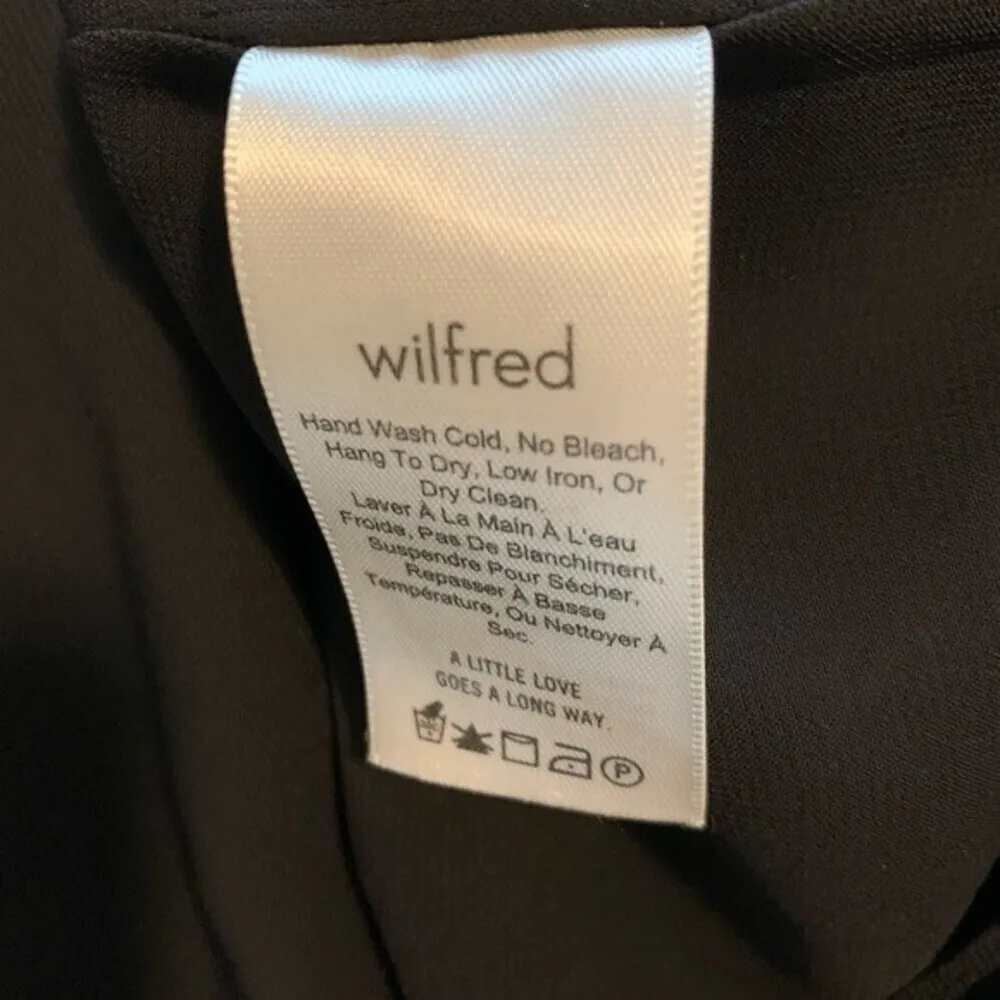 wilfred
Hand Wash Cold, No Bleach,
Hang To Dry, Low Iron, Or
Dry Clean.
Laver À La Main À L'eau
Froide, Pas De Blanchiment,
Suspendre Pour Sécher,
Repasser À Basse
Température, Ou Nettoyer À
Sec.
A LITTLE LOVE
GOES A LONG WAY.
P